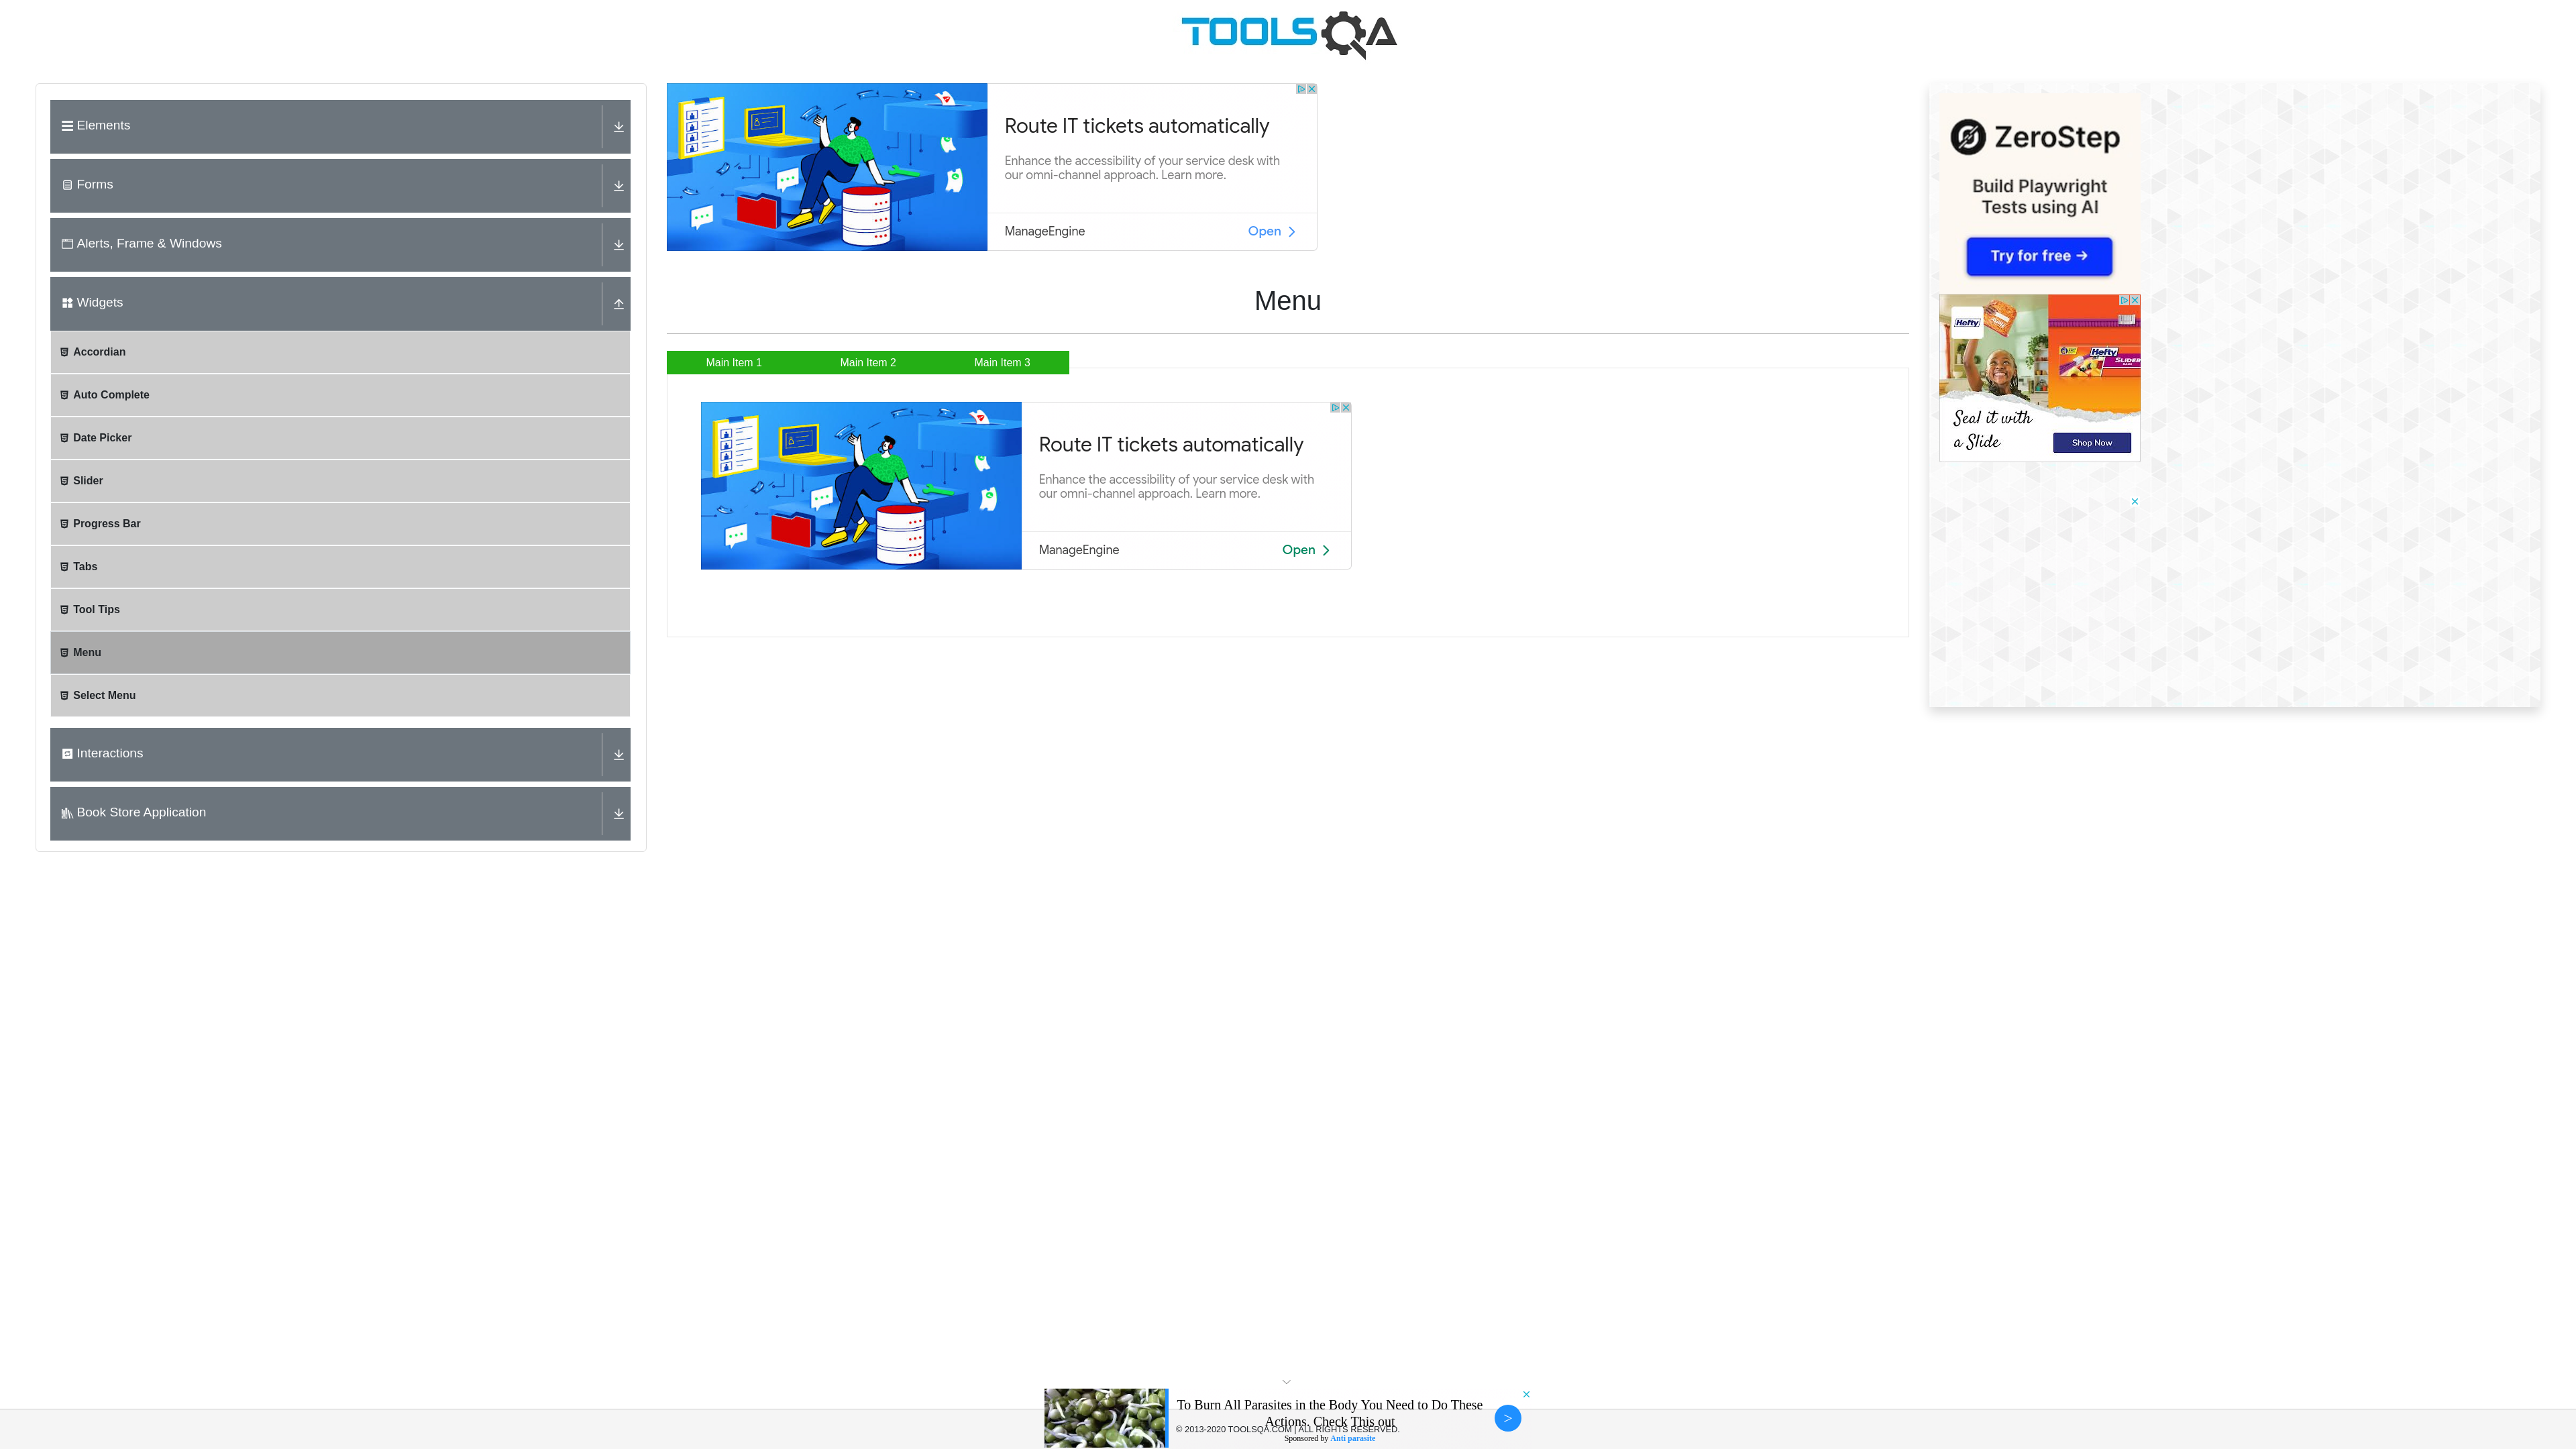 TOOLSQA
Elements
Forms
Alerts, Frame & Windows
Widgets
Accordian
Auto Complete
Date Picker
Slider
Progress Bar
Tabs
Tool Tips
Menu
Select Menu
Interactions
Book Store Application
Route IT tickets automatically
Enhance the accessibility of your service desk with
our omni-channel approach. Learn more.
ManageEngine
Open
Menu
Main Item 1
Main Item 2
Main Item 3
Route IT tickets automatically
Enhance the accessibility of your service desk with
our omni-channel approach. Learn more.
ManageEngine
Open
ZeroStep
Build Playwright
Tests using AI
Try for free →
Hefty
Hefty
SLIDER
Seal it with
a Slide
Shop Now
To Burn All Parasites in the Body You Need to Do These
Actions. Check This out
© 2013-2020 TOOLSQA.COM | ALL RIGHTS RESERVED.
Sponsored by Anti parasite